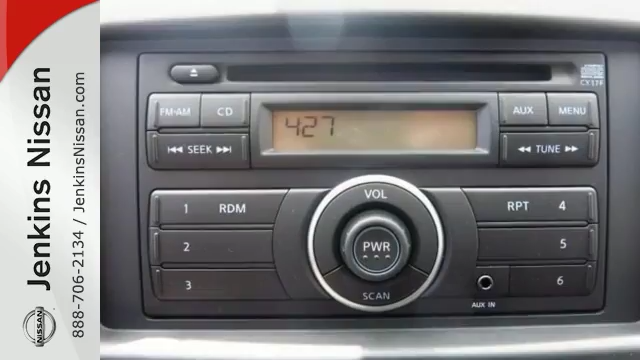 Jenkins Nissan
888-706-2134 / JenkinsNissan.com
NISSAN
FM·AM CD AUX MENU
427
SEEK TUNE
VOL
1 RDM RPT 4
2 PWR 5
3 SCAN 6
AUX IN